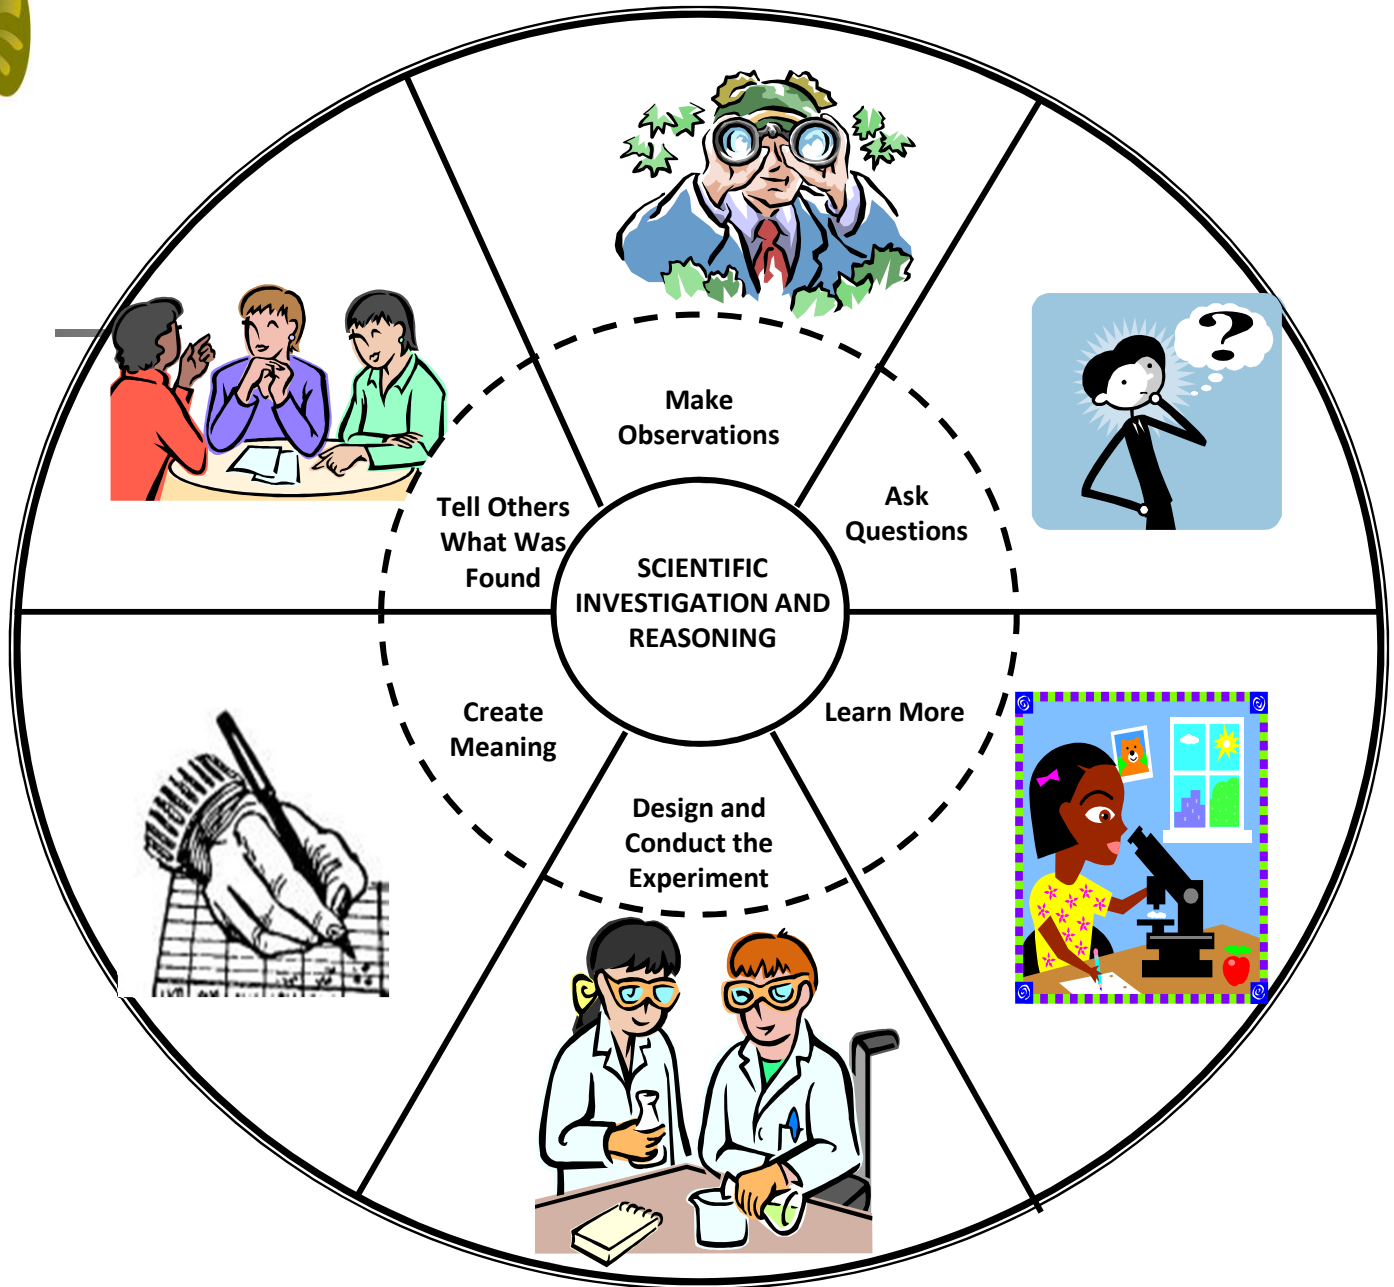 Make
Observations
Ask
Questions
Learn More
Design and
Conduct the
Experiment
Create
Meaning
Tell Others
What Was
Found
SCIENTIFIC
INVESTIGATION AND
REASONING
?